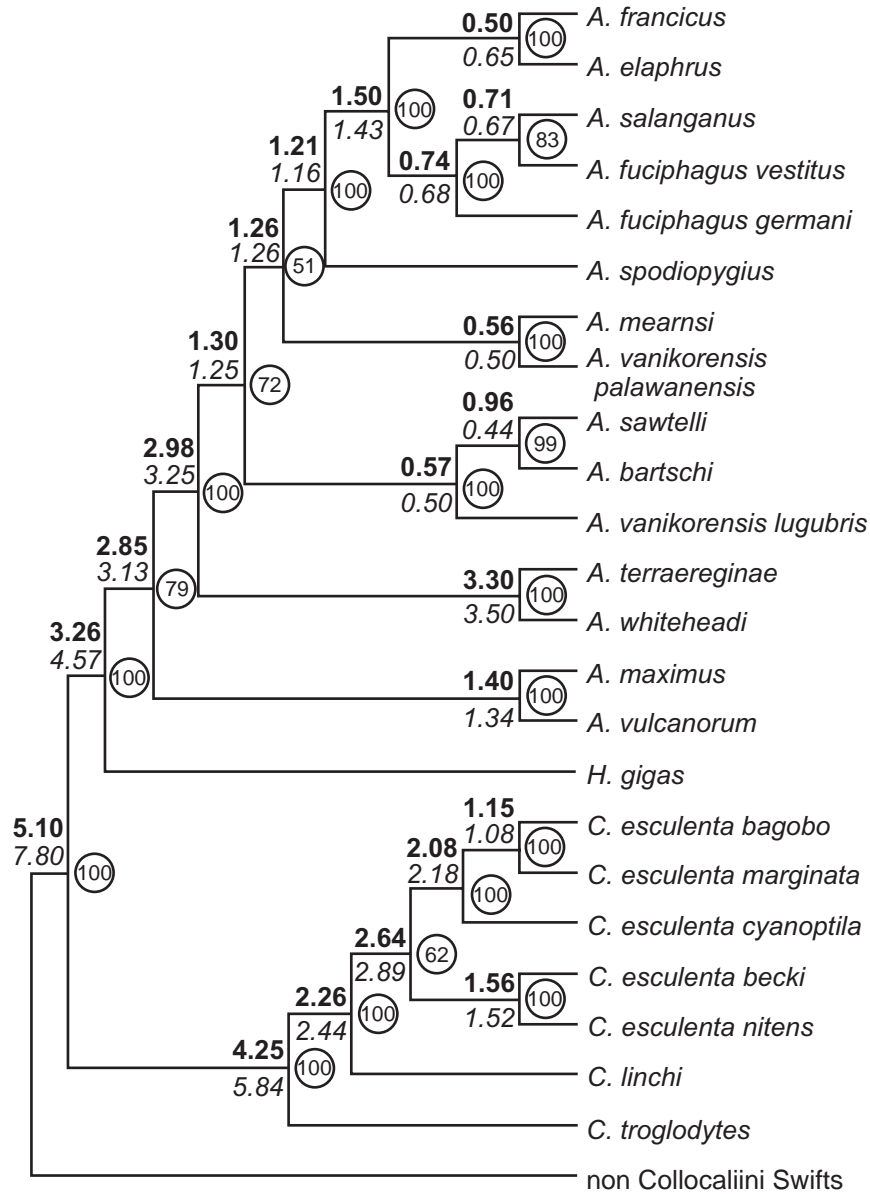 0.50
0.65
100
A. francicus
A. elaphrus
1.50
1.43
100
0.71
0.67
83
A. salanganus
A. fuciphagus vestitus
0.74
0.68
100
A. fuciphagus germani
1.21
1.16
100
1.26
1.26
51
A. spodiopygius
0.56
0.50
100
A. mearnsi
A. vanikorensis
palawanensis
1.30
1.25
72
0.96
0.44
99
A. sawtelli
A. bartschi
0.57
0.50
100
A. vanikorensis lugubris
2.98
3.25
100
3.30
3.50
100
A. terraereginae
A. whiteheadi
2.85
3.13
79
1.40
1.34
100
A. maximus
A. vulcanorum
3.26
4.57
100
H. gigas
5.10
7.80
100
1.15
1.08
100
C. esculenta bagobo
C. esculenta marginata
2.08
2.18
100
C. esculenta cyanoptila
2.64
2.89
62
1.56
1.52
100
C. esculenta becki
C. esculenta nitens
2.26
2.44
100
C. linchi
4.25
5.84
100
C. troglodytes
non Collocaliini Swifts